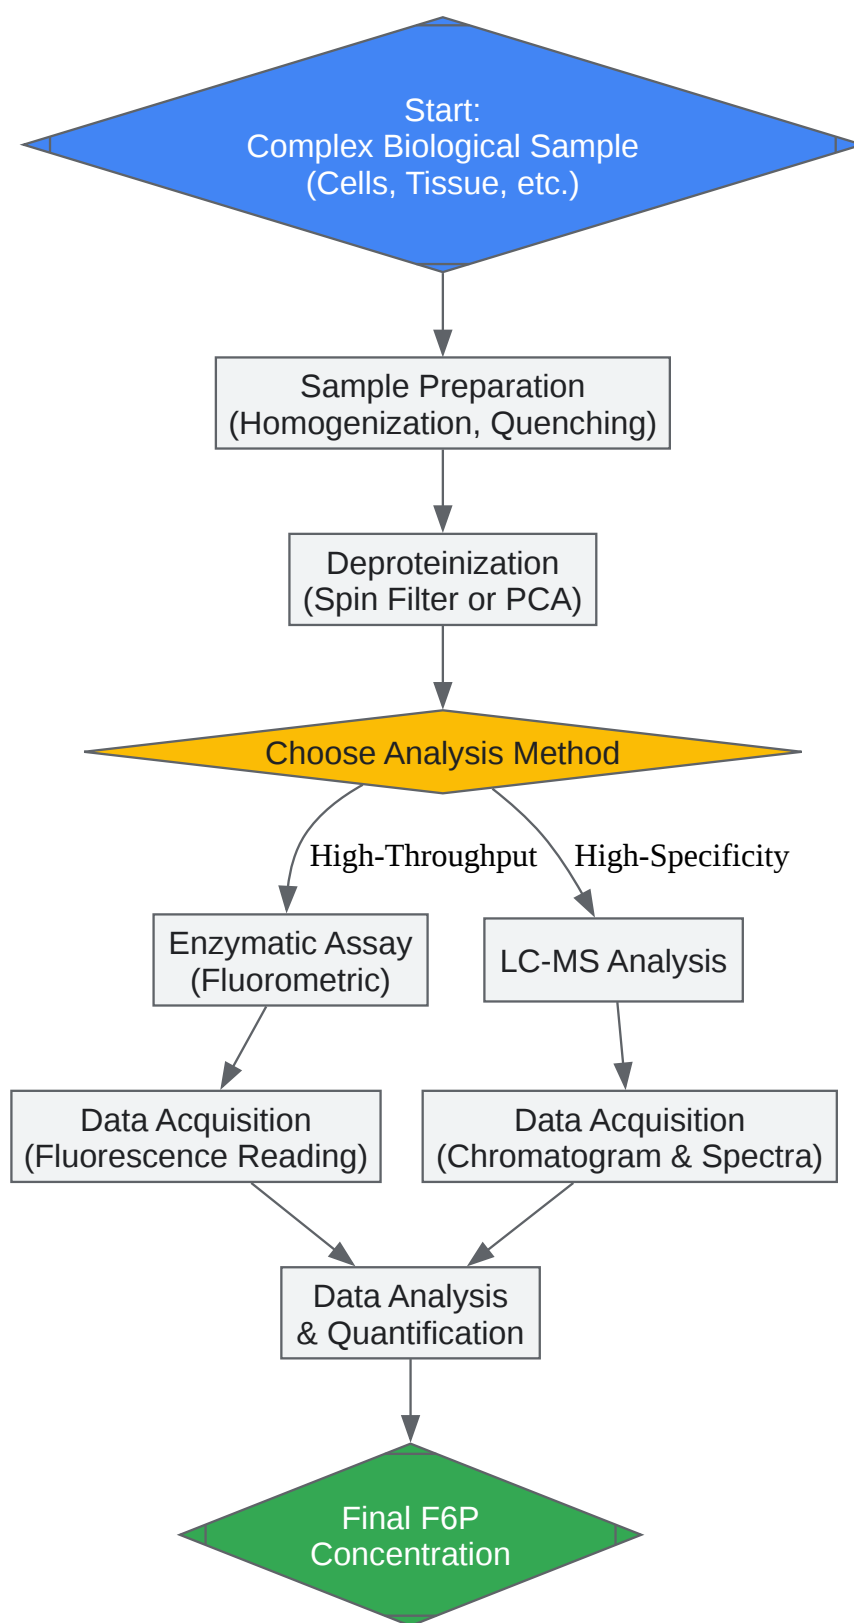 Start:
Complex Biological Sample
(Cells, Tissue, etc.)
Sample Preparation
(Homogenization, Quenching)
Deproteinization
(Spin Filter or PCA)
Choose Analysis Method
High-Throughput
High-Specificity
Enzymatic Assay
(Fluorometric)
LC-MS Analysis
Data Acquisition
(Fluorescence Reading)
Data Acquisition
(Chromatogram & Spectra)
Data Analysis
& Quantification
Final F6P
Concentration